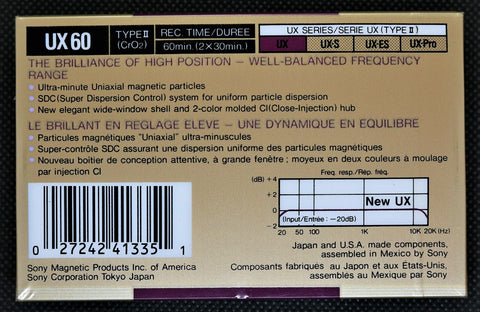 UX 60
TYPE II
(CrO2)
REC. TIME/DUREE
60min. (2×30min.)
UX SERIES/SERIE UX (TYPE II)
UX
UX-S
UX-ES
UX-Pro
THE BRILLIANCE OF HIGH POSITION – WELL-BALANCED FREQUENCY
RANGE
• Ultra-minute Uniaxial magnetic particles
• SDC(Super Dispersion Control) system for uniform particle dispersion
• New elegant wide-window shell and 2-color molded CI(Close-Injection) hub
LE BRILLANT EN REGLAGE ELEVE – UNE DYNAMIQUE EN EQUILIBRE
• Particules magnétiques "Uniaxial" ultra-minuscules
• Super-contrôle SDC assurant une dispersion uniforme des particules magnétiques
• Nouveau boîtier de conception attentive, à grande fenêtre; moyeux en deux couleurs à moulage
par injection CI
Freq. resp./Rép. fréq.
(dB) +4
+2
0
−2
New UX
(Input/Entrée : −20dB)
20 50 100 1K 10K 20K (Hz)
0 27242 41335 1
Japan and U.S.A. made components,
assembled in Mexico by Sony
Sony Magnetic Products Inc. of America
Sony Corporation Tokyo Japan
Composants fabriqués au Japon et aux États-Unis,
assemblés au Mexique par Sony